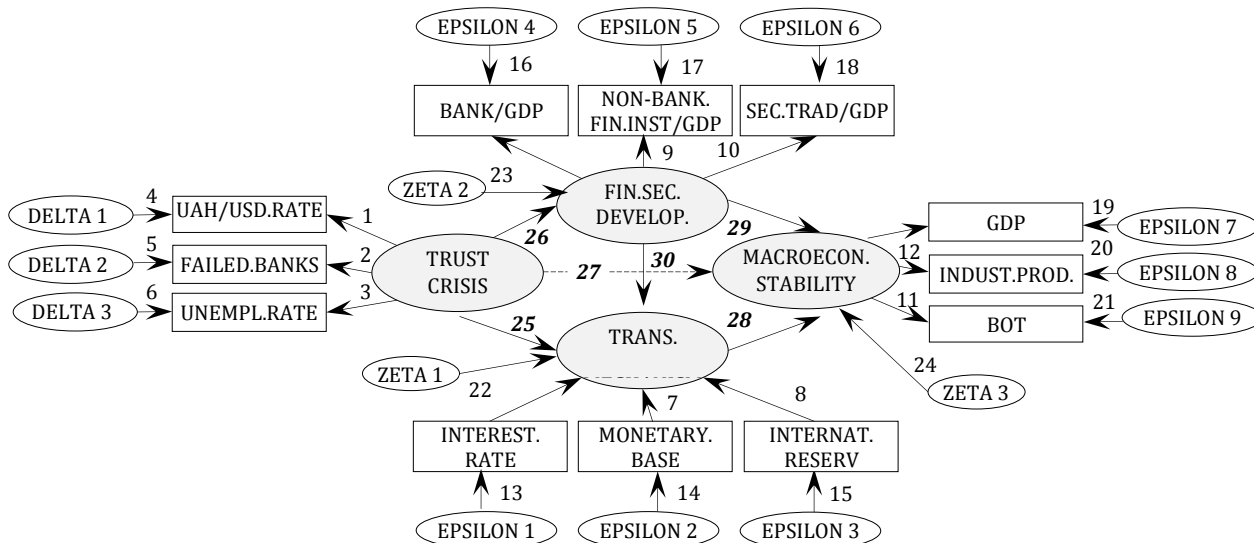 EPSILON 4
EPSILON 5
EPSILON 6
16
17
18
BANK/GDP
NON-BANK.
FIN.INST/GDP
SEC.TRAD/GDP
9
10
ZETA 2
23
FIN.SEC.
DEVELOP.
DELTA 1
4
UAH/USD.RATE
1
DELTA 2
5
FAILED.BANKS
2
DELTA 3
6
UNEMPL.RATE
3
TRUST
CRISIS
26
27
30
29
MACROECON.
STABILITY
GDP
19
EPSILON 7
12
INDUST.PROD.
20
EPSILON 8
11
BOT
21
EPSILON 9
25
TRANS.
28
ZETA 1
22
24
ZETA 3
7
8
INTEREST.
RATE
MONETARY.
BASE
INTERNAT.
RESERV
13
14
15
EPSILON 1
EPSILON 2
EPSILON 3